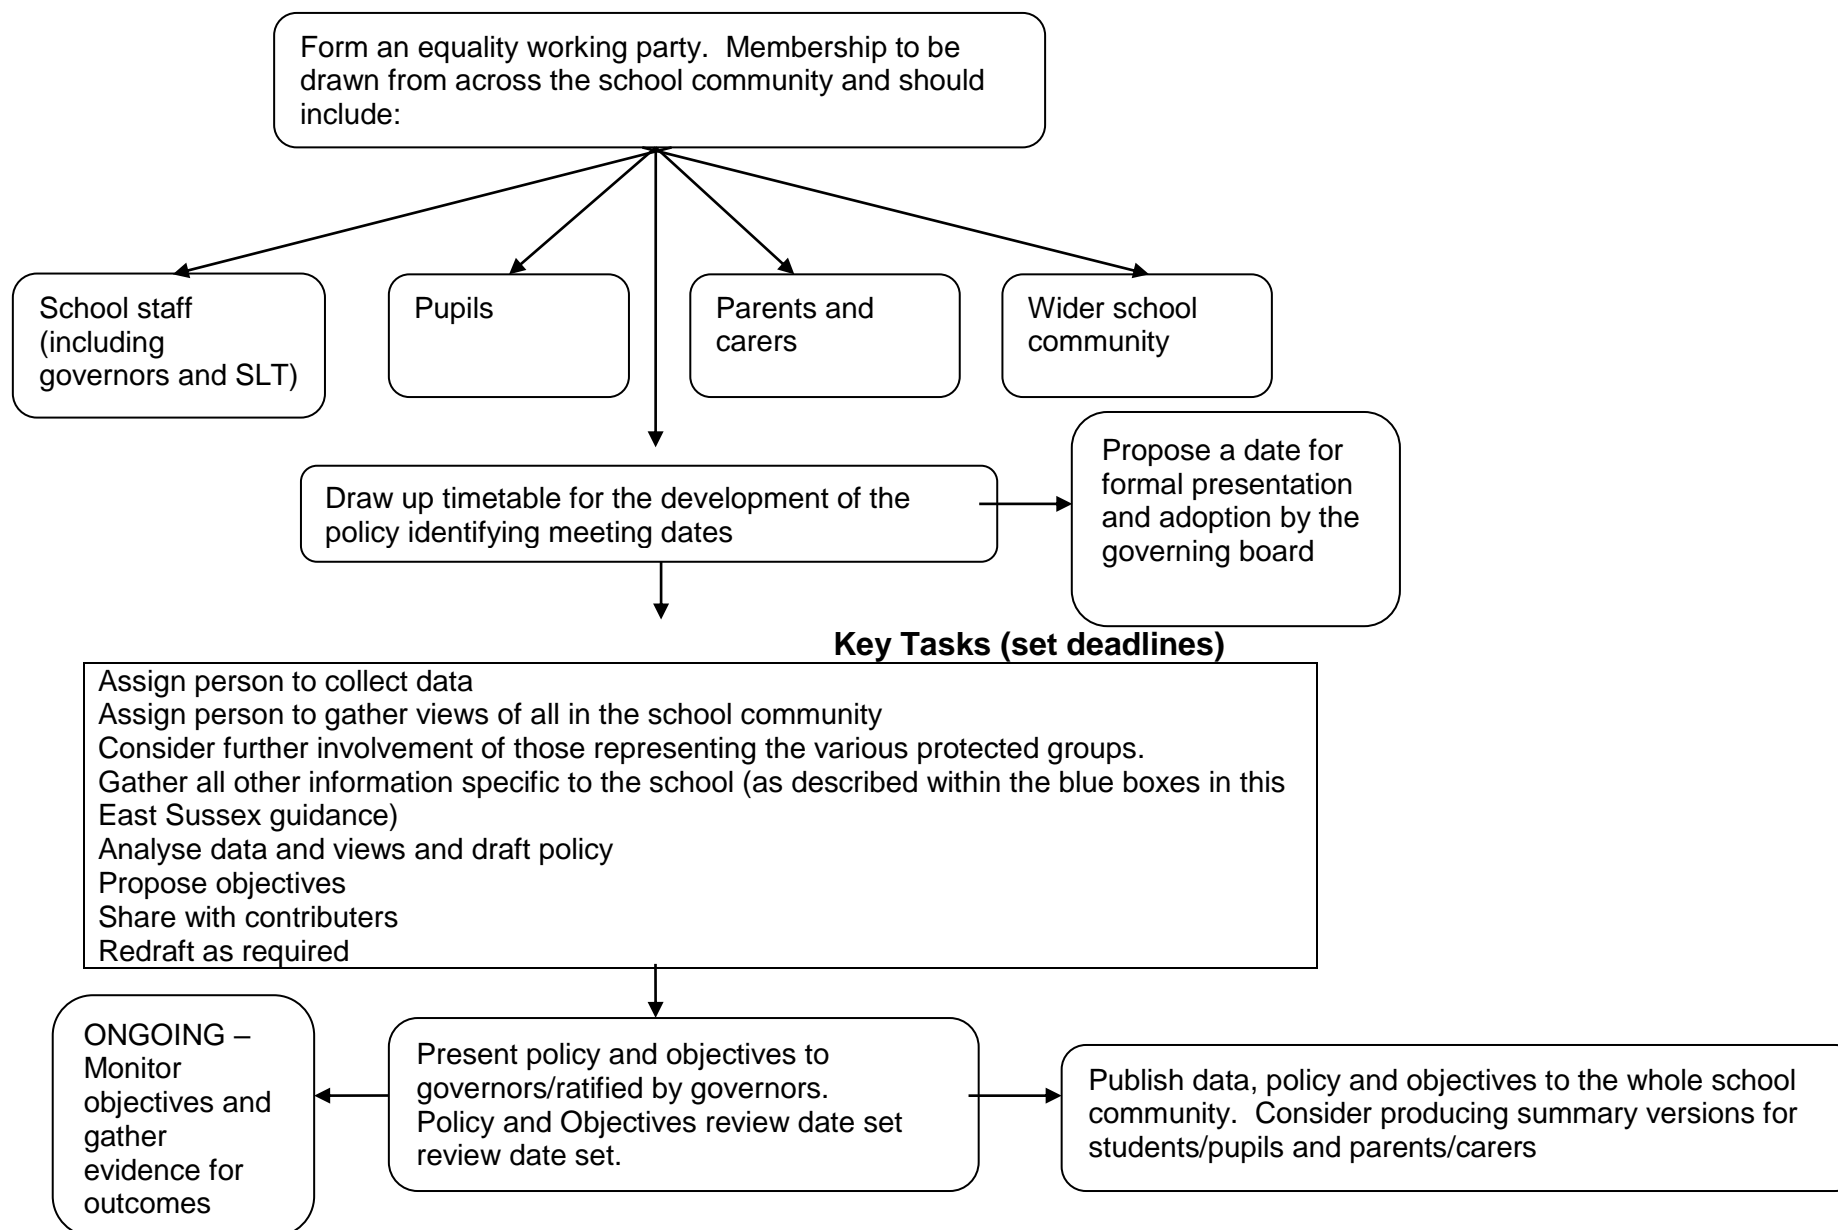 Form an equality working party.  Membership to be
drawn from across the school community and should
include:
School staff
(including
governors and SLT)
Pupils
Parents and
carers
Wider school
community
Draw up timetable for the development of the
policy identifying meeting dates
Propose a date for
formal presentation
and adoption by the
governing board
Key Tasks (set deadlines)
Assign person to collect data
Assign person to gather views of all in the school community
Consider further involvement of those representing the various protected groups.
Gather all other information specific to the school (as described within the blue boxes in this
East Sussex guidance)
Analyse data and views and draft policy
Propose objectives
Share with contributers
Redraft as required
ONGOING –
Monitor
objectives and
gather
evidence for
outcomes
Present policy and objectives to
governors/ratified by governors.
Policy and Objectives review date set
review date set.
Publish data, policy and objectives to the whole school
community.  Consider producing summary versions for
students/pupils and parents/carers